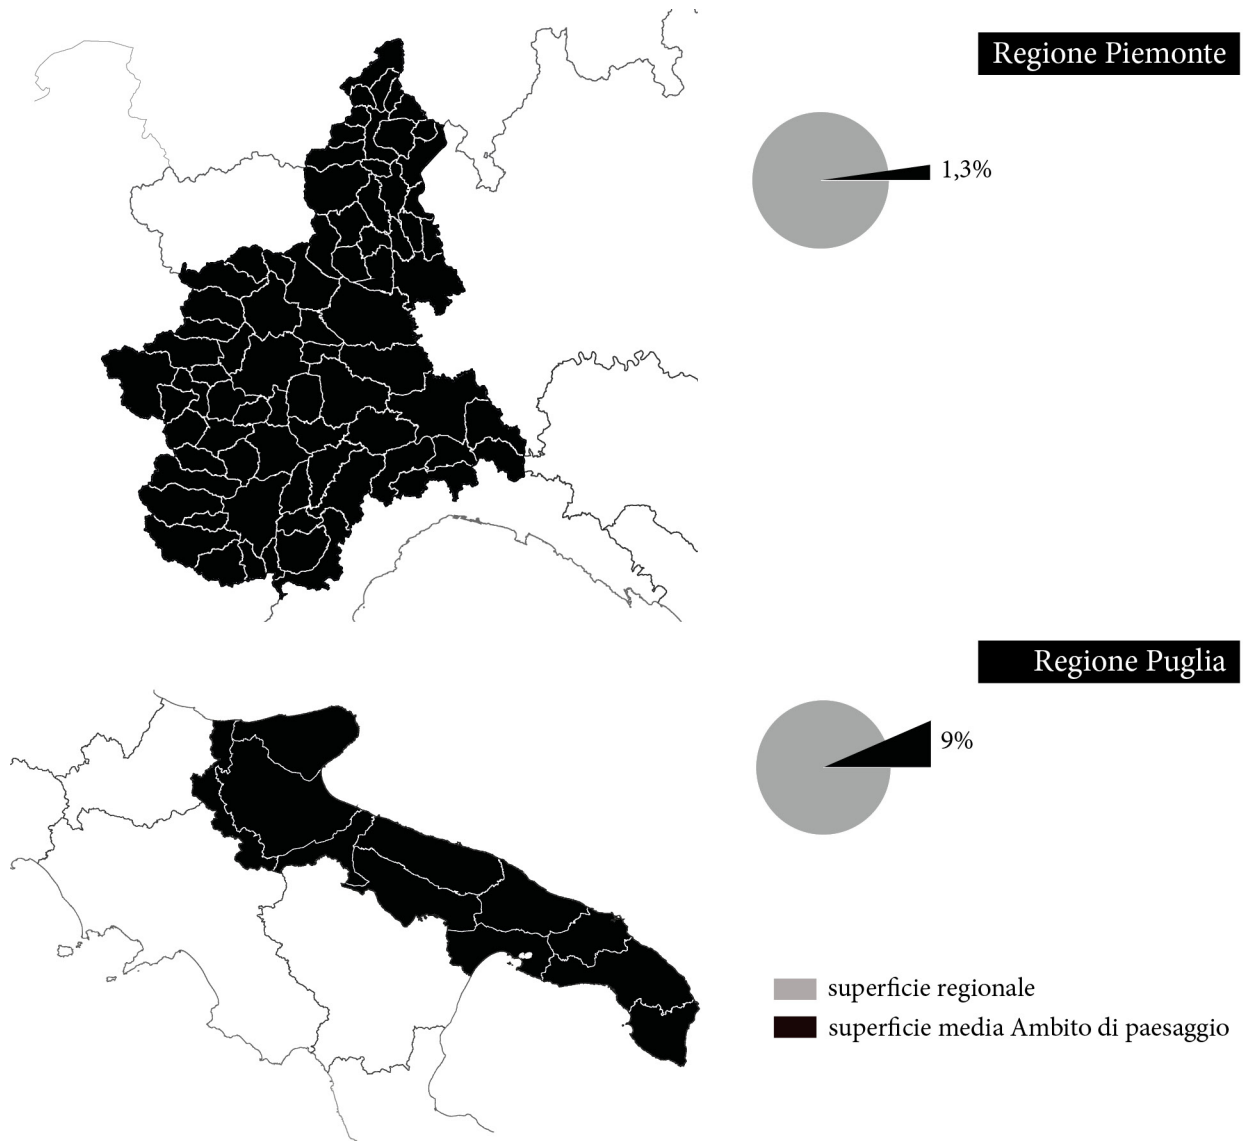 Regione Piemonte
1,3%
Regione Puglia
9%
superficie regionale
superficie media Ambito di paesaggio